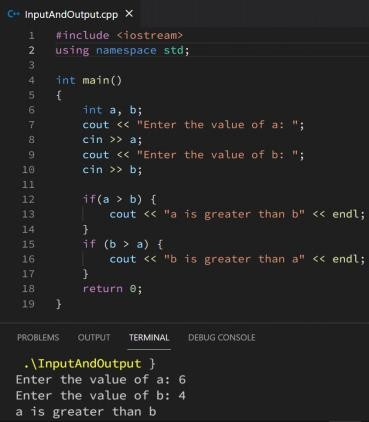 C++ InputAndOutput.cpp ×
1 #include <iostream>
2 using namespace std;
3
4 int main()
5 {
6     int a, b;
7     cout << "Enter the value of a: ";
8     cin >> a;
9     cout << "Enter the value of b: ";
10     cin >> b;
11
12     if(a > b) {
13         cout << "a is greater than b" << endl;
14     }
15     if (b > a) {
16         cout << "b is greater than a" << endl;
17     }
18     return 0;
19 }
PROBLEMS OUTPUT TERMINAL DEBUG CONSOLE
.\InputAndOutput }
Enter the value of a: 6
Enter the value of b: 4
a is greater than b